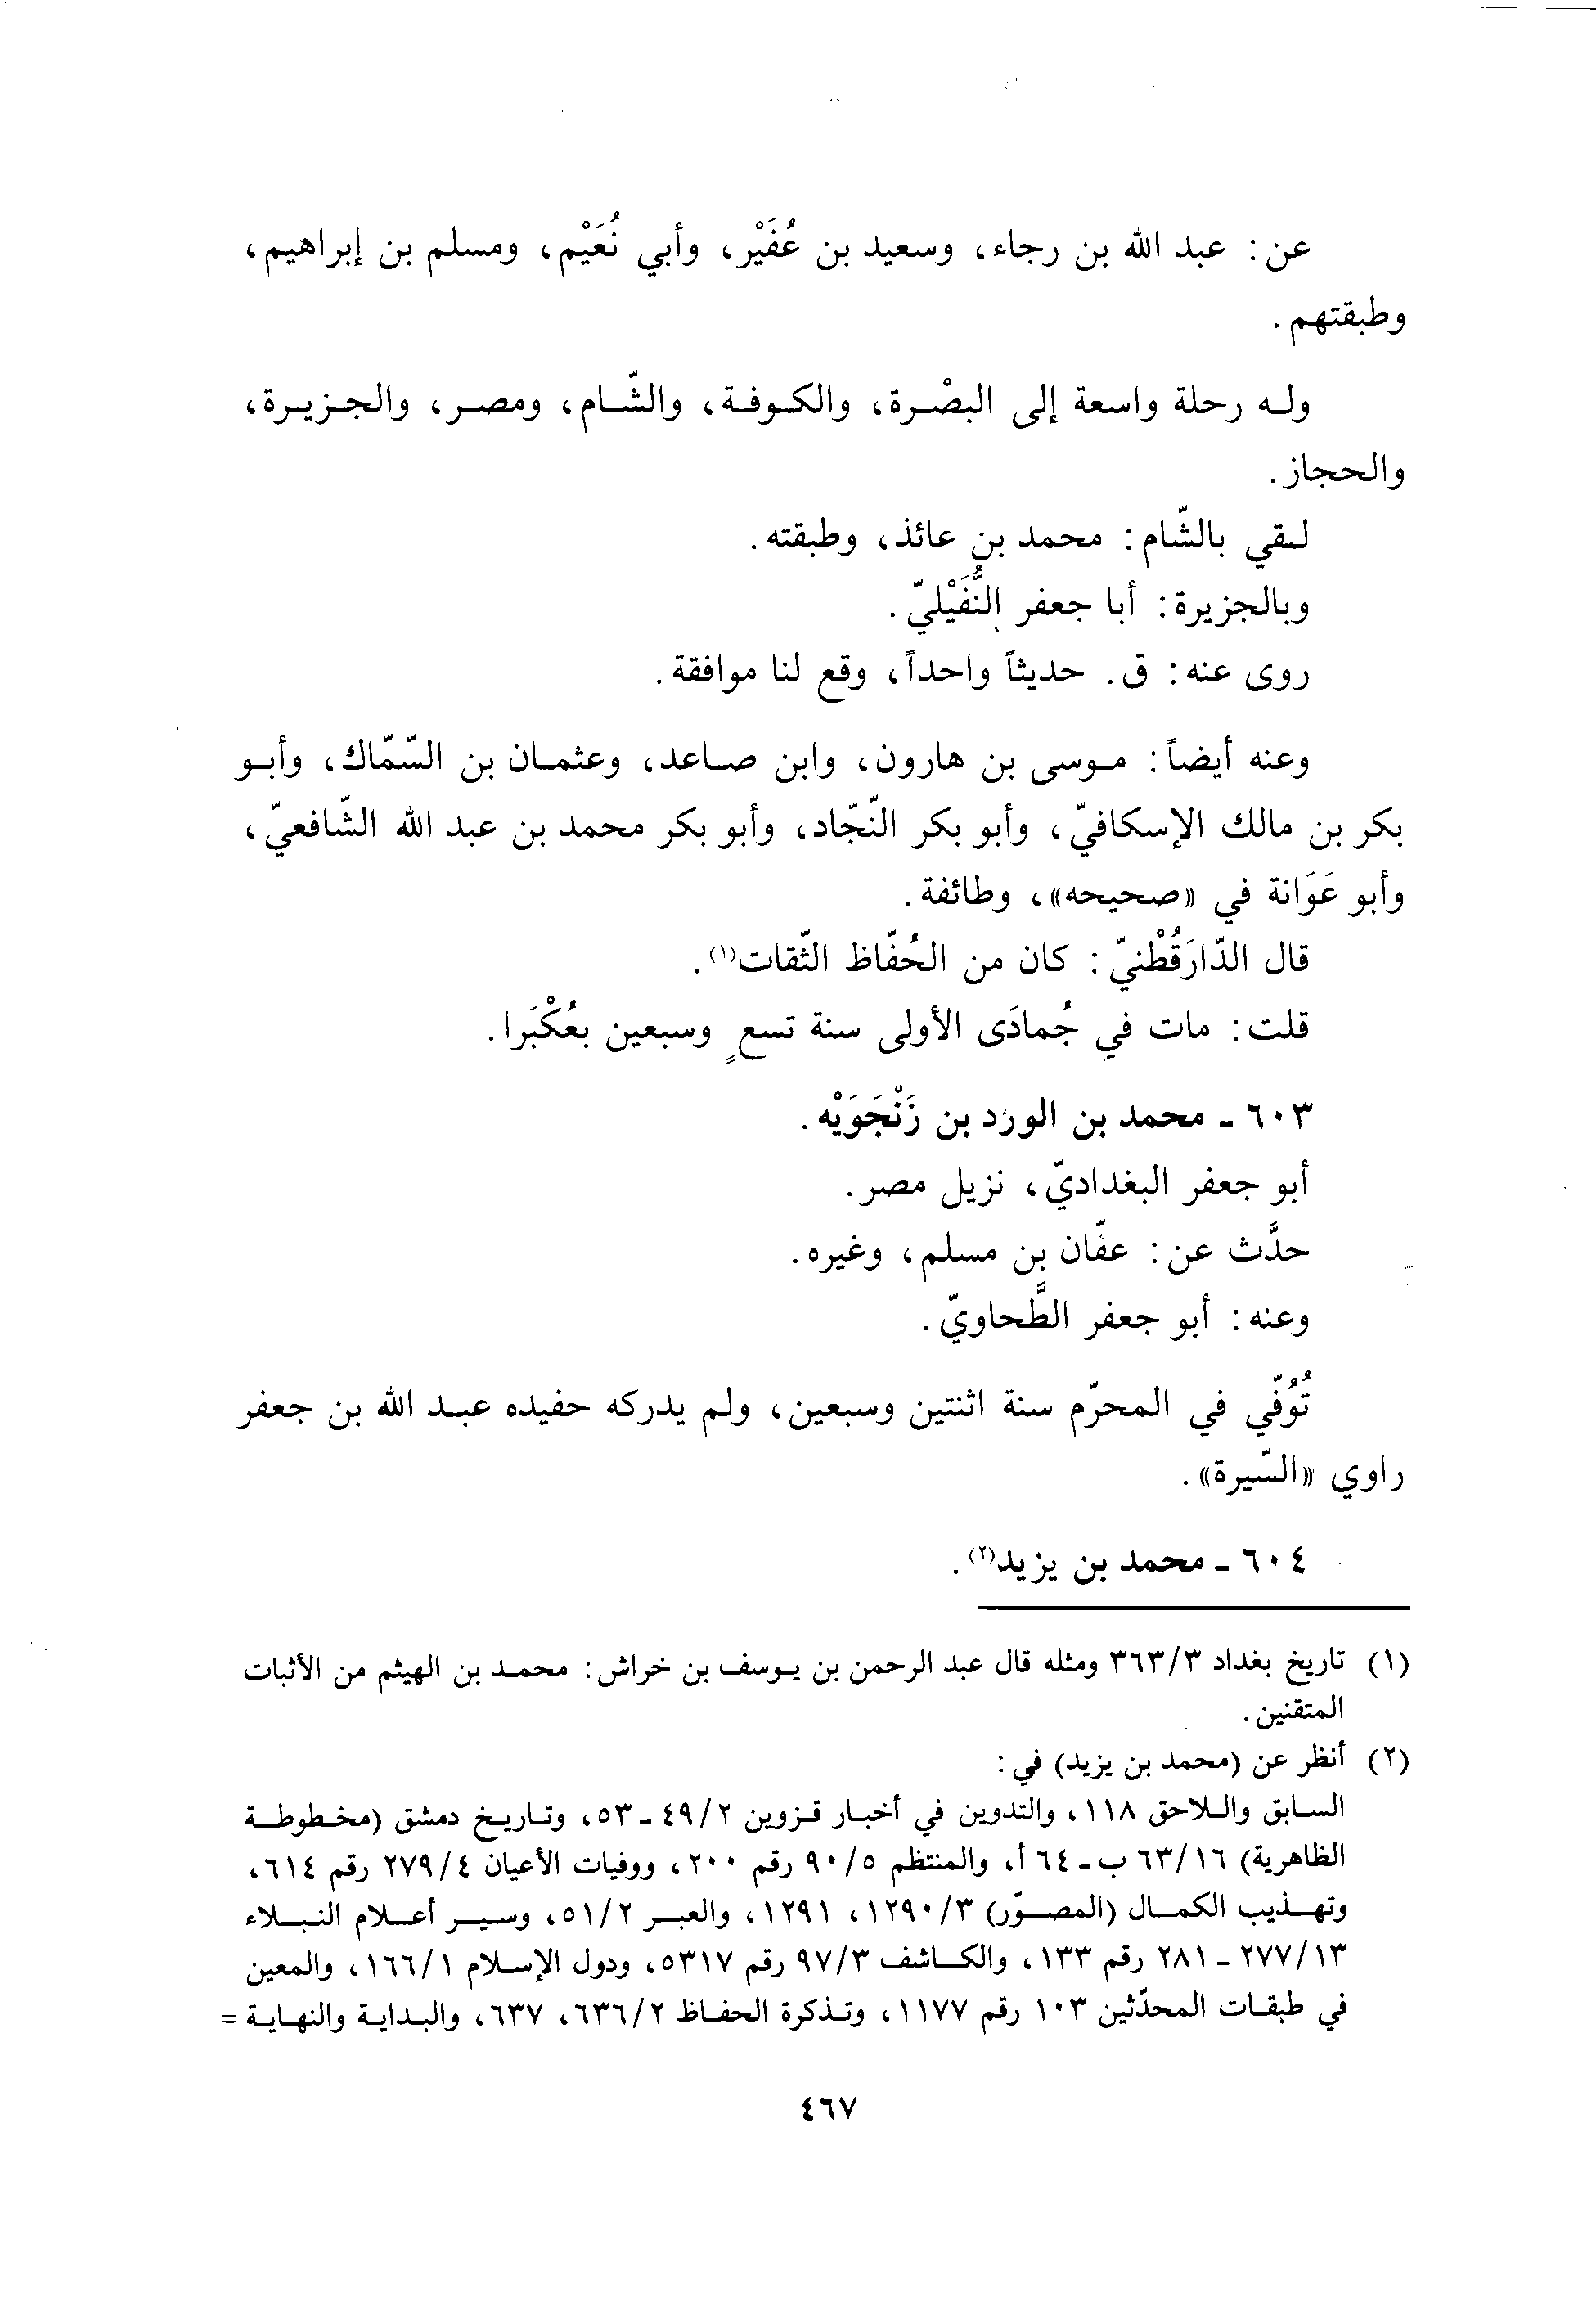 عن: عبد الله بن رجاء، وسعيد بن عُفَيْر، وأبي نُعَيْم، ومسلم بن إبراهيم،
وطبقتهم.
ولـه رحلة واسعة إلى البصْرة، والكوفة، والشّام، ومصر، والجزيرة،
والحجاز.
لقي بالشّام: محمد بن عائذ، وطبقته.
وبالجزيرة: أبا جعفر النُّفَيْليّ.
روى عنه: ق. حديثاً واحداً، وقع لنا موافقة.
وعنه أيضاً: موسى بن هارون، وابن صاعد، وعثمان بن السّمّاك، وأبو
بكر بن مالك الإسكافيّ، وأبو بكر النّجّاد، وأبو بكر محمد بن عبد الله الشّافعيّ،
وأبو عَوَانة في «صحيحه»، وطائفة.
قال الدّارَقُطْنيّ: كان من الحُفّاظ الثّقات(١).
قلت: مات في جُمادَى الأولى سنة تسعٍ وسبعين بعُكْبَرا.
٦٠٣ - محمد بن الورْد بن زَنْجَوَيْه.
أبو جعفر البغداديّ، نزيل مصر.
حدَّث عن: عفّان بن مسلم، وغيره.
وعنه: أبو جعفر الطَّحاويّ.
تُوُفّي في المحرّم سنة اثنتين وسبعين، ولم يدركه حفيده عبد الله بن جعفر
راوي «السّيرة».
٦٠٤ - محمد بن يزيد(٢).
(١) تاريخ بغداد ٣٦٣/٣ ومثله قال عبد الرحمن بن يوسف بن خراش: محمد بن الهيثم من الأثبات
المتقنين.
(٢) أنظر عن (محمد بن يزيد) في:
السابق واللاحق ١١٨، والتدوين في أخبار قزوين ٤٩/٢ - ٥٣، وتاريخ دمشق (مخطوطة
الظاهرية) ٦٣/١٦ ب - ٦٤ أ، والمنتظم ٩٠/٥ رقم ٢٠٠، ووفيات الأعيان ٢٧٩/٤ رقم ٦١٤،
وتهذيب الكمال (المصوّر) ١٢٩٠/٣، ١٢٩١، والعبر ٥١/٢، وسير أعلام النبلاء
٢٧٧/١٣ - ٢٨١ رقم ١٣٣، والكاشف ٩٧/٣ رقم ٥٣١٧، ودول الإسلام ١٦٦/١، والمعين
في طبقات المحدّثين ١٠٣ رقم ١١٧٧، وتذكرة الحفاظ ٦٣٦/٢، ٦٣٧، والبداية والنهاية =
٤٦٧